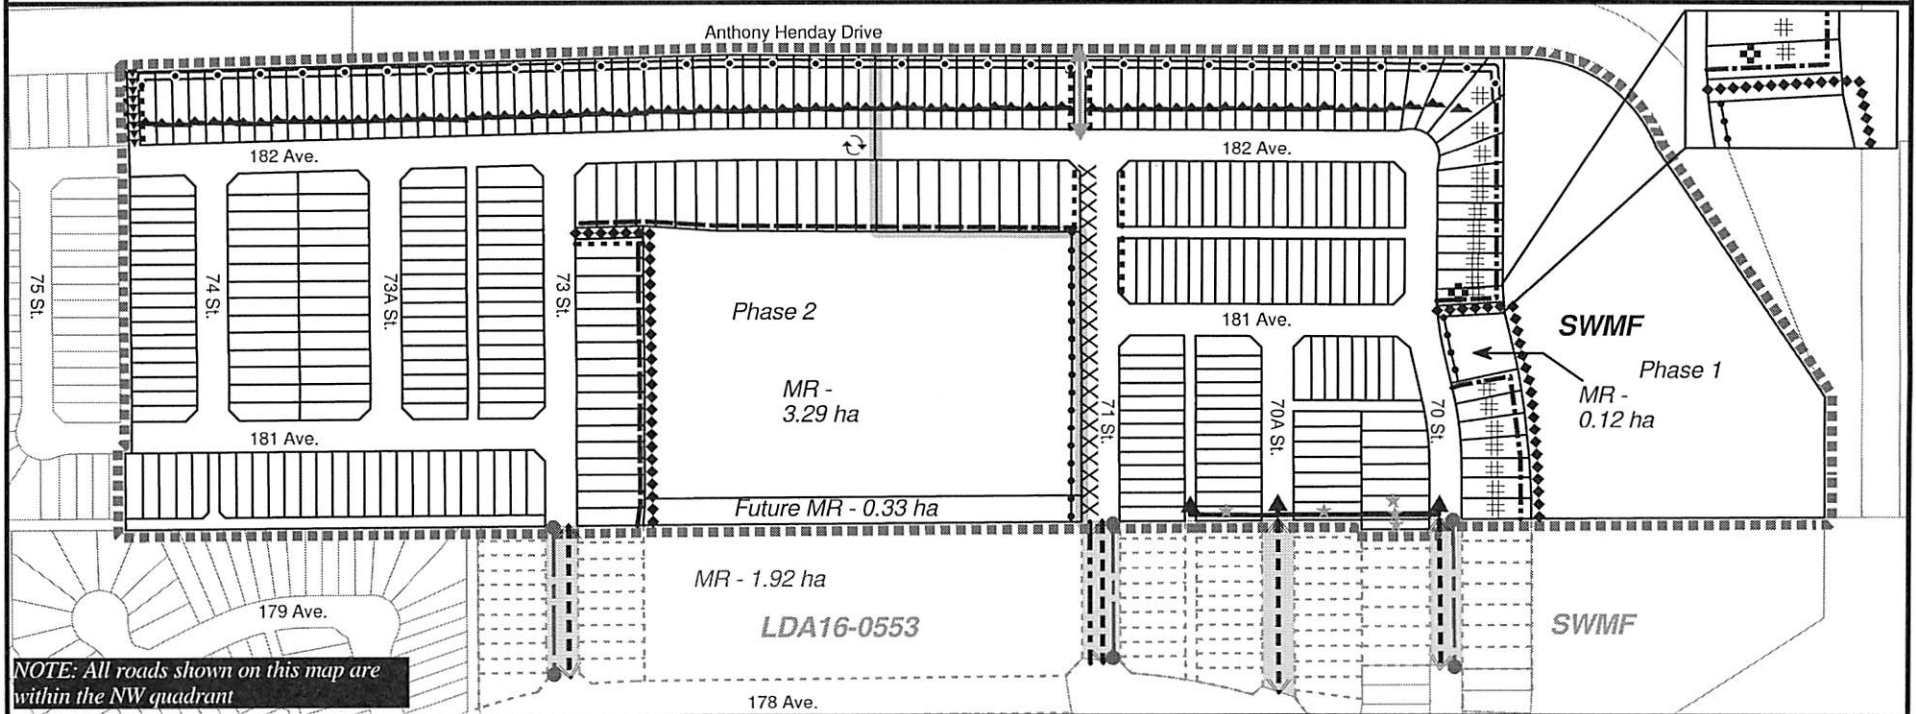 Anthony Henday Drive
182 Ave.
182 Ave.
75 St.
74 St.
73A St.
73 St.
Phase 2
MR -
3.29 ha
71 St.
181 Ave.
70A St.
70 St.
SWMF
Phase 1
MR -
0.12 ha
181 Ave.
Future MR - 0.33 ha
MR - 1.92 ha
LDA16-0553
SWMF
179 Ave.
NOTE: All roads shown on this map are
within the NW quadrant
178 Ave.